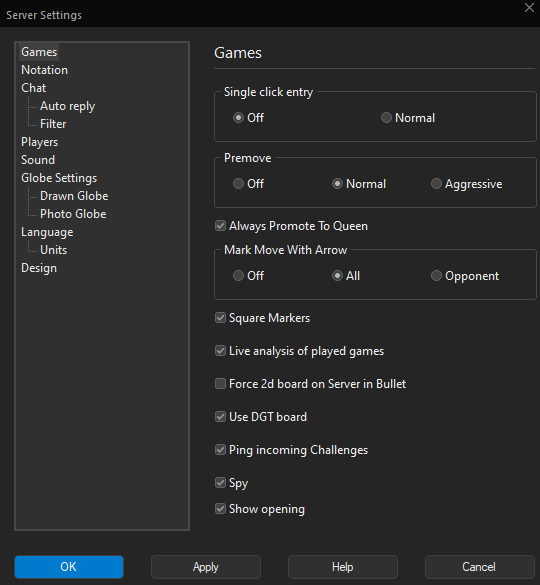 Server Settings
Games
Notation
Chat
Auto reply
Filter
Players
Sound
Globe Settings
Drawn Globe
Photo Globe
Language
Units
Design
Games
Single click entry
Off Normal
Premove
Off Normal Aggressive
Always Promote To Queen
Mark Move With Arrow
Off All Opponent
Square Markers
Live analysis of played games
Force 2d board on Server in Bullet
Use DGT board
Ping incoming Challenges
Spy
Show opening
OK Apply Help Cancel